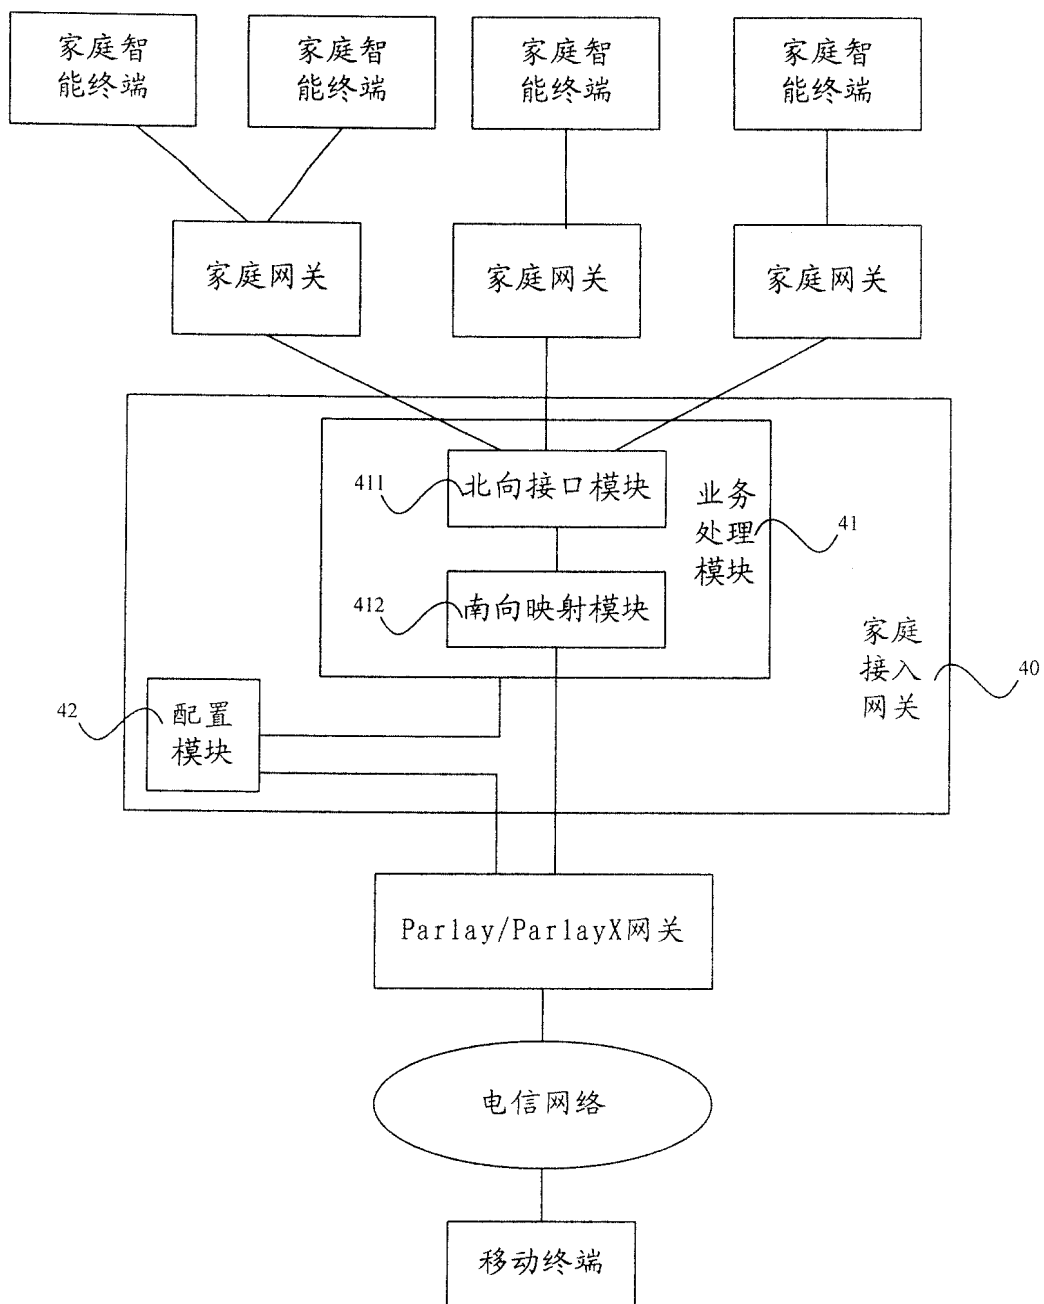 家庭智
能终端
家庭智
能终端
家庭智
能终端
家庭智
能终端
家庭网关
家庭网关
家庭网关
411
北向接口模块
业务
处理
模块
41
412
南向映射模块
家庭
接入
网关
40
42
配置
模块
Parlay/ParlayX网关
电信网络
移动终端